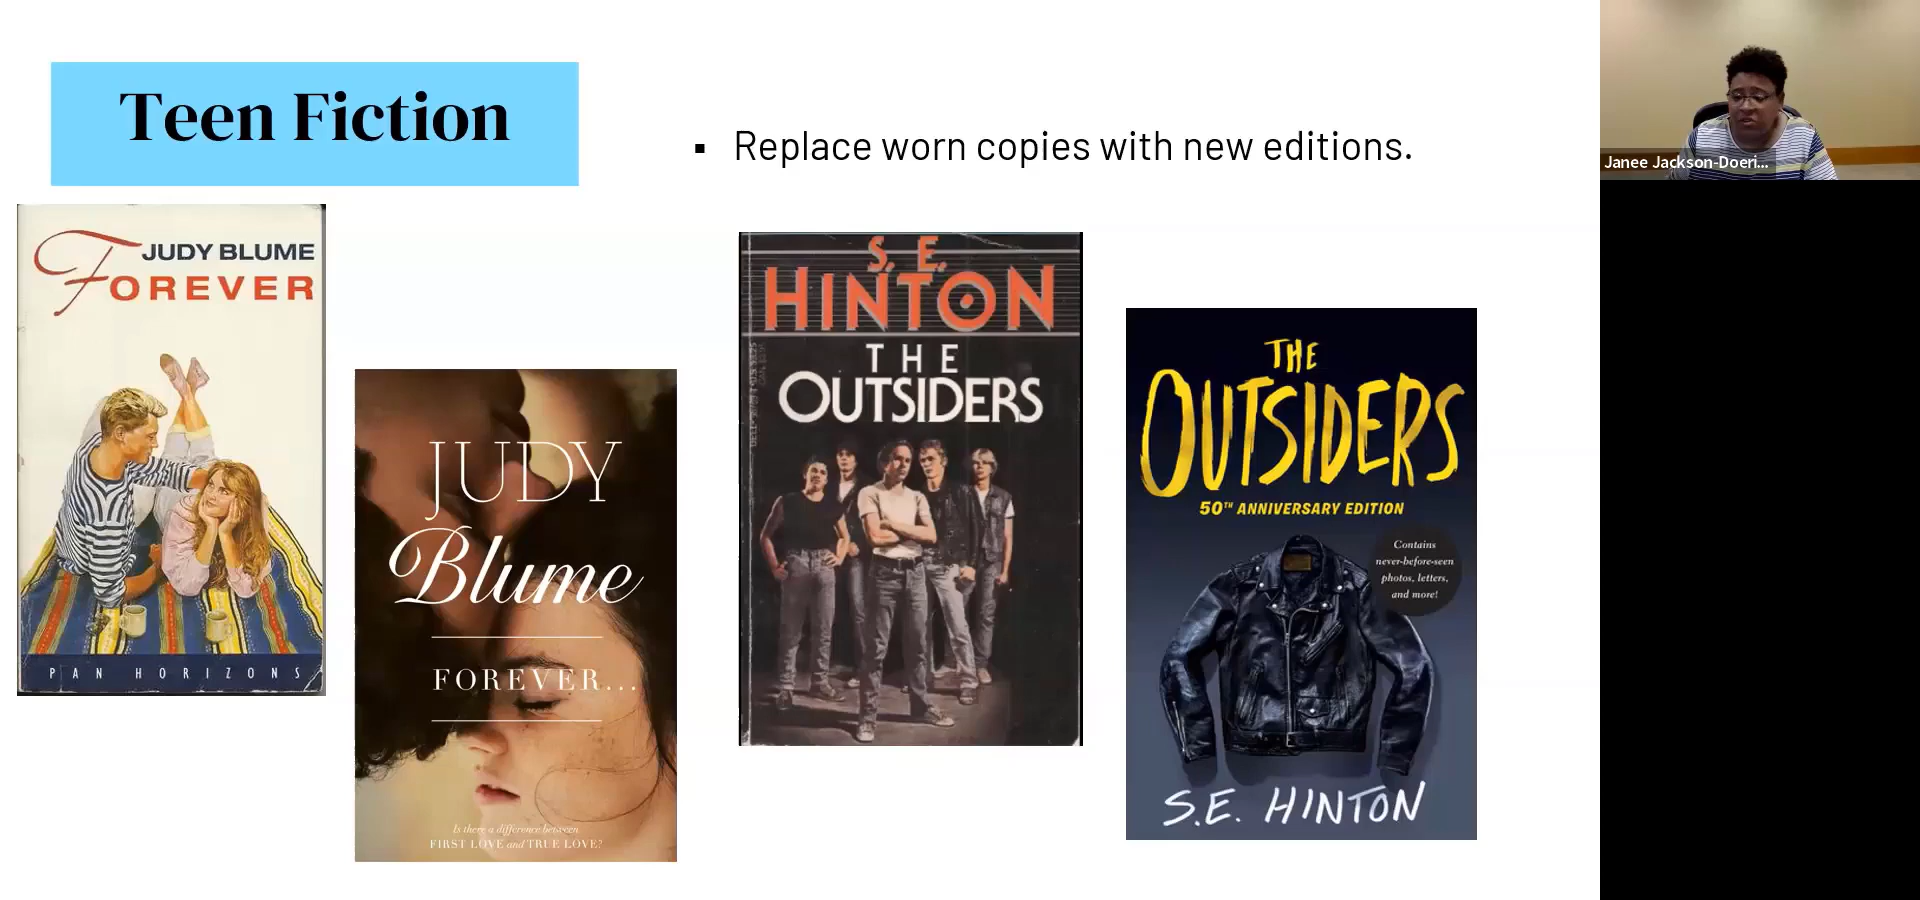 Teen Fiction
▪ Replace worn copies with new editions.
Janee Jackson-Doeri...
JUDY BLUME
FOREVER
PAN HORIZONS
JUDY
Blume
FOREVER...
Is there a difference between
FIRST LOVE and TRUE LOVE?
S. E.
HINTON
THE
OUTSIDERS
THE
OUTSIDERS
50TH ANNIVERSARY EDITION
Contains
never-before-seen
photos, letters,
and more!
S.E. HINTON